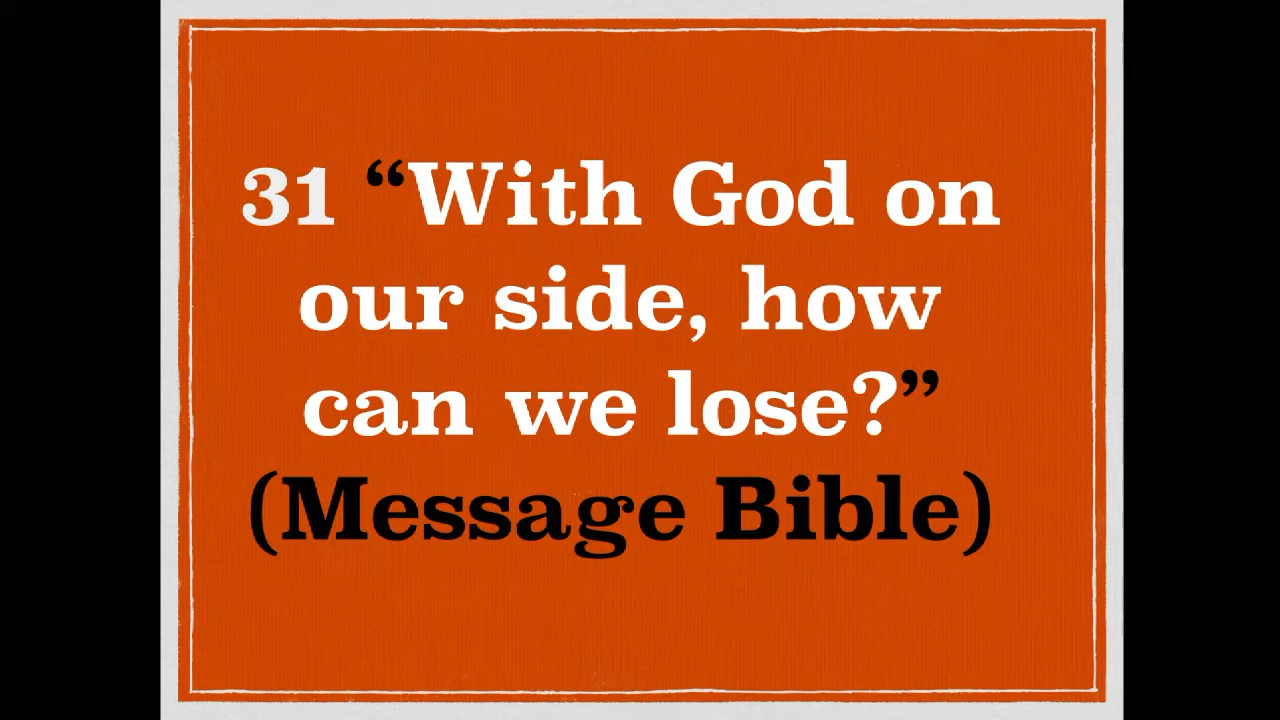 31 “With God on
our side, how
can we lose?”
(Message Bible)